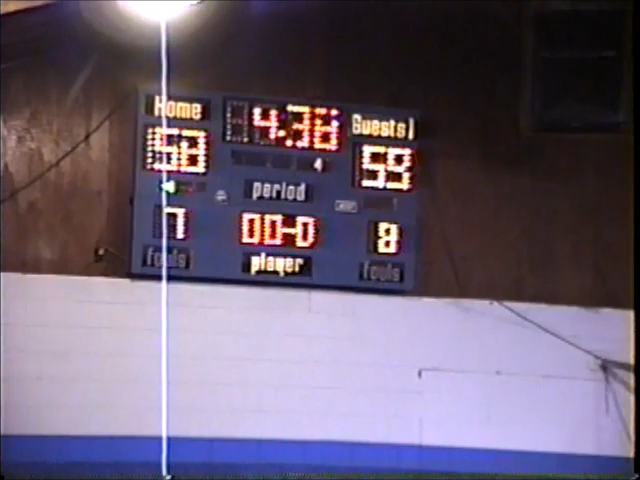 Home 4:38 Guests
58 4 59
period
7 00-0 8
fouls player fouls